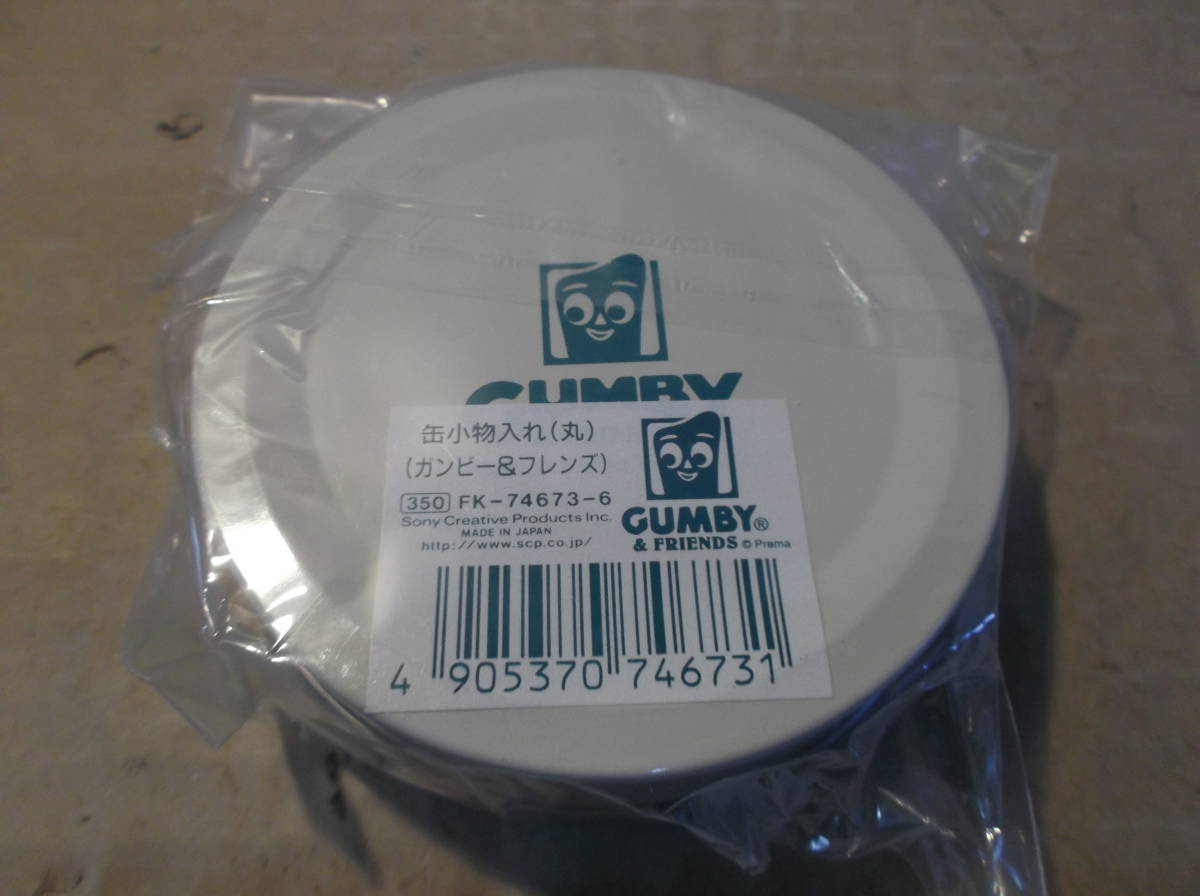 GUMBY
缶小物入れ(丸)
(ガンビー&フレンズ)
350 FK-74673-6
Sony Creative Products Inc.
MADE IN JAPAN
http://www.scp.co.jp/
GUMBY®
& FRIENDS © Prema
4 905370 746731